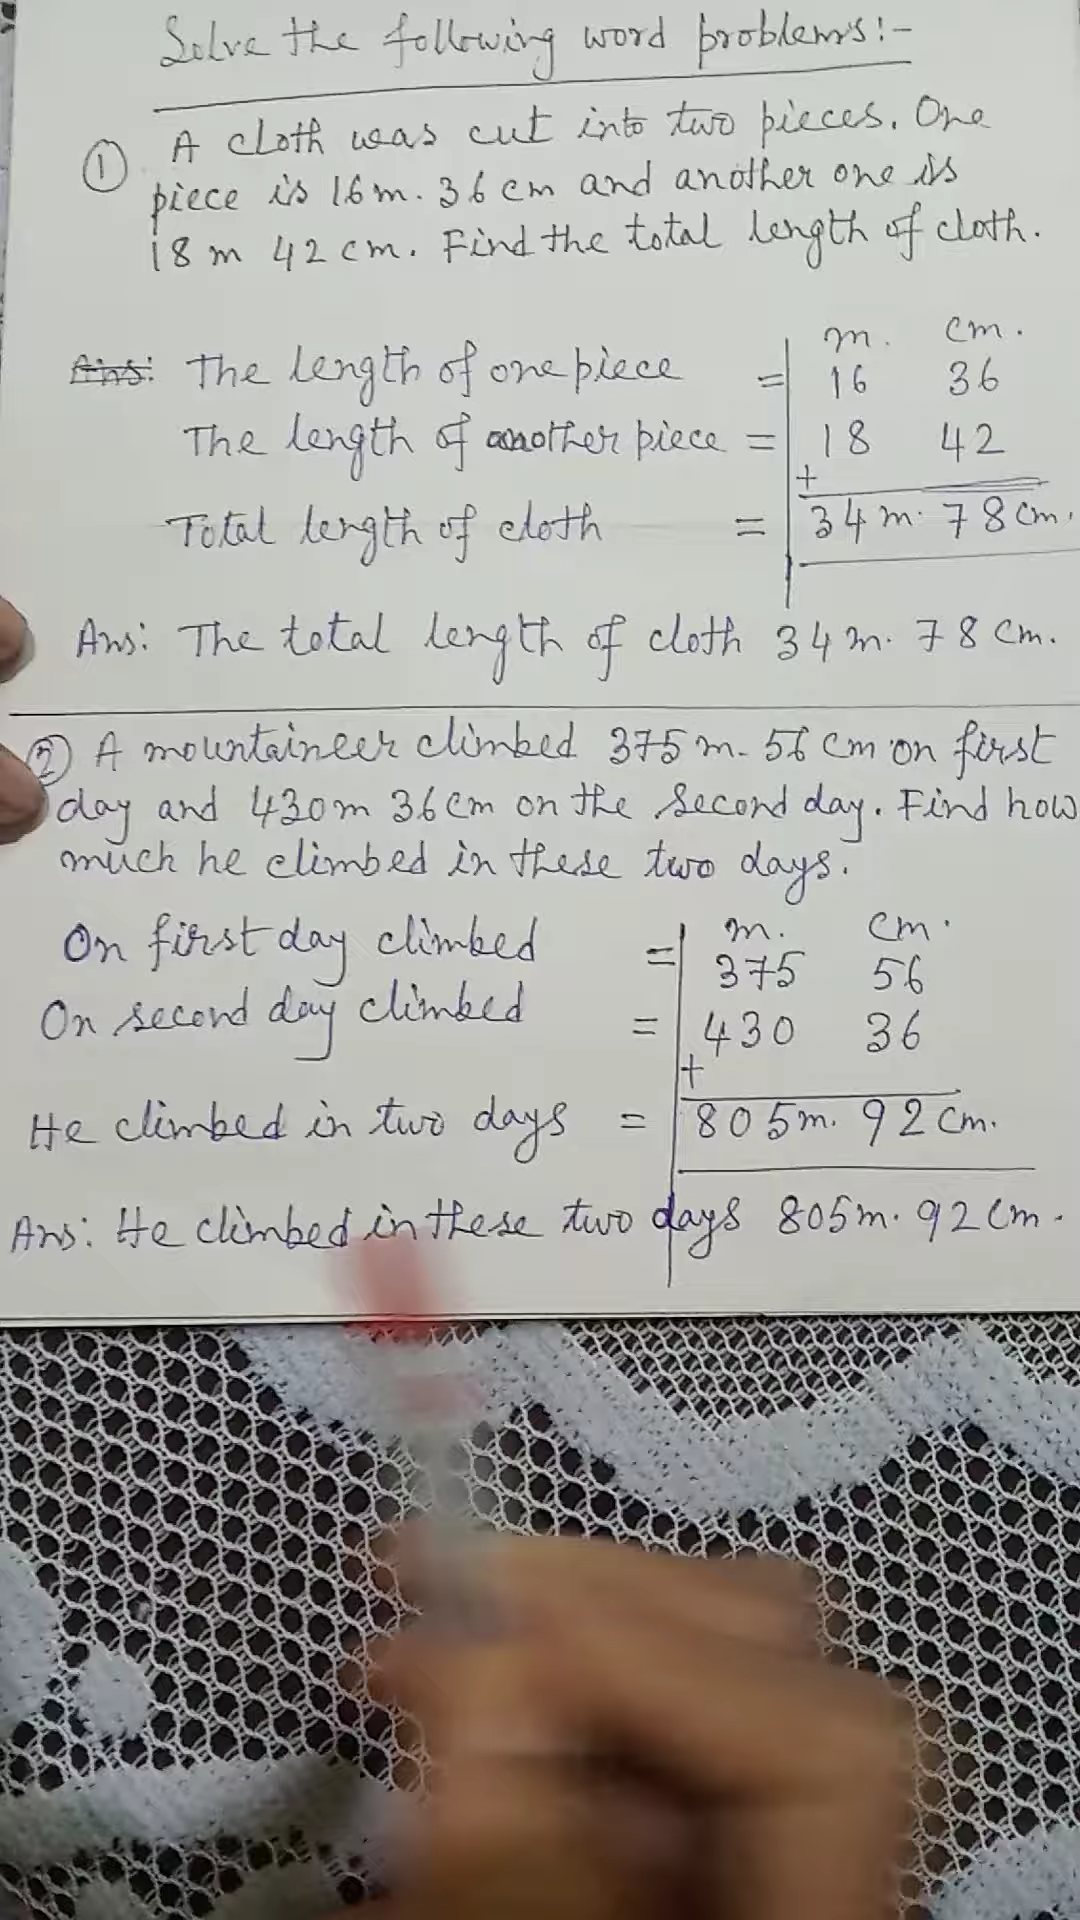 Solve the following word problems:-
① A cloth was cut into two pieces. One
piece is 16m. 36cm and another one is
18 m 42 cm. Find the total length of cloth.
m. cm.
Ans: The length of one piece = 16 36
The length of another piece = 18 42
+
Total length of cloth = 34 m. 78 cm.
Ans: The total length of cloth 34 m. 78 cm.
② A mountaineer climbed 375 m. 56 cm on first
day and 430m 36cm on the second day. Find how
much he climbed in these two days.
m. cm.
On first day climbed = 375 56
On second day climbed = 430 36
+
He climbed in two days = 805m. 92 cm.
Ans: He climbed in these two days 805m. 92 cm.